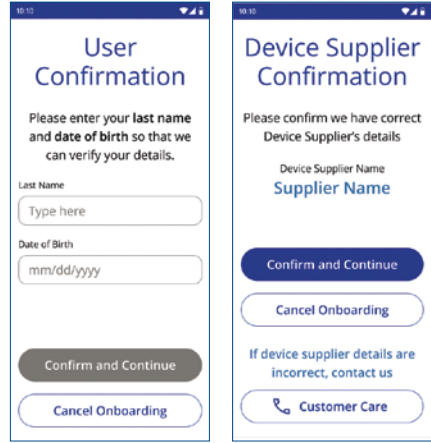 10:10
User
Confirmation
Please enter your last name
and date of birth so that we
can verify your details.
Last Name
Type here
Date of Birth
mm/dd/yyyy
Confirm and Continue
Cancel Onboarding
10:10
Device Supplier
Confirmation
Please confirm we have correct
Device Supplier's details
Device Supplier Name
Supplier Name
Confirm and Continue
Cancel Onboarding
If device supplier details are
incorrect, contact us
Customer Care